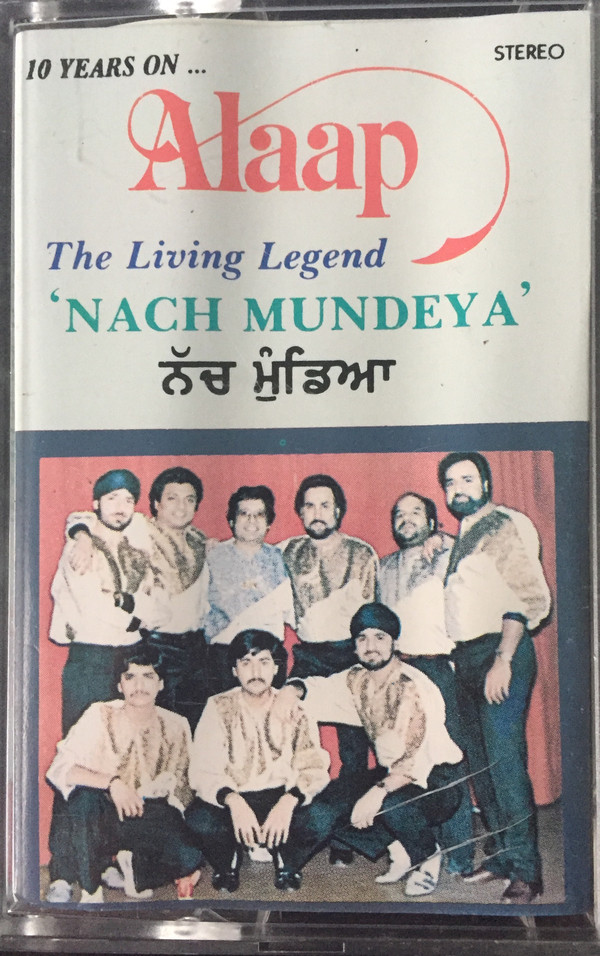 10 YEARS ON ...
STEREO
Alaap
The Living Legend
'NACH MUNDEYA'
ਨੱਚ ਮੁੰਡਿਆ